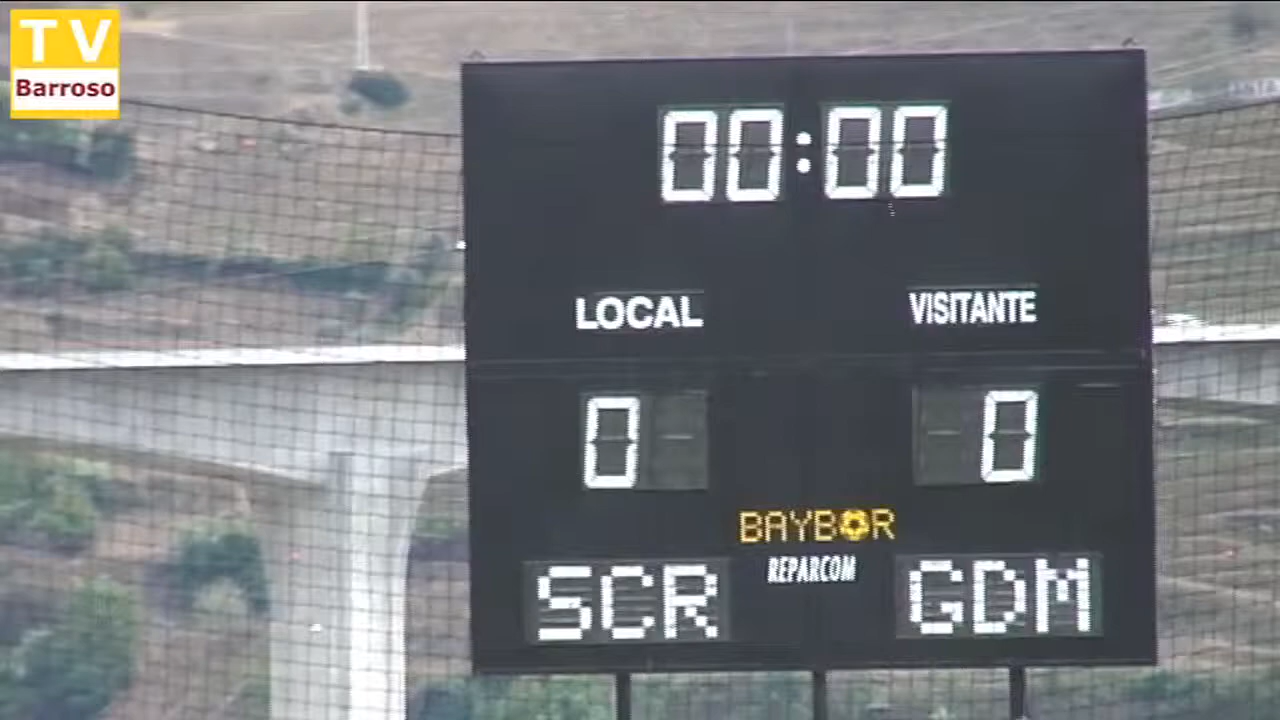 TV
Barroso
00:00
LOCAL VISITANTE
0 0
BAYBOR
REPARCOM
SCR GDM